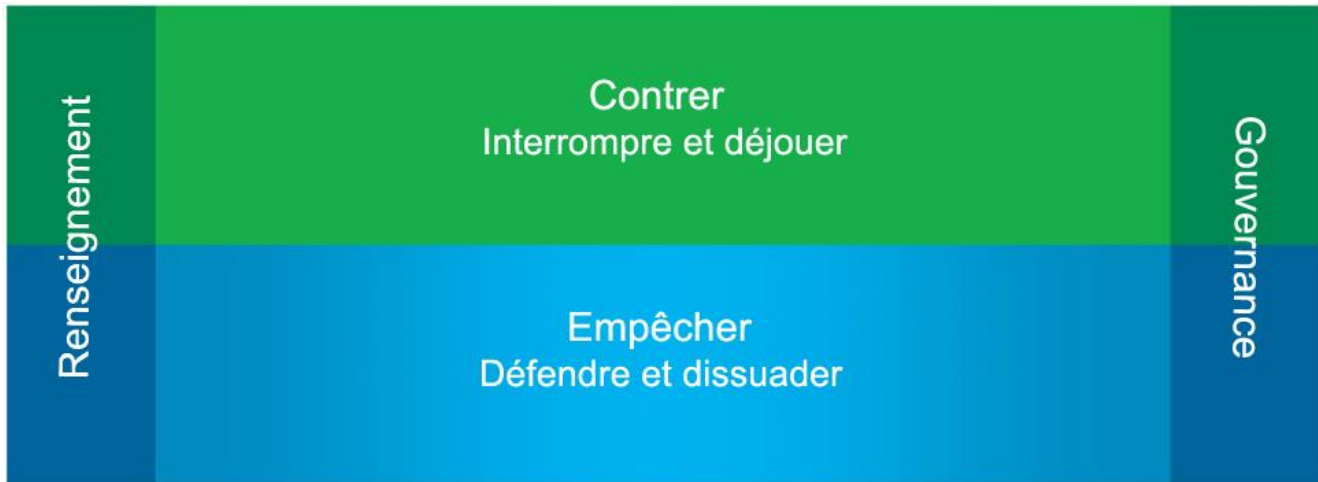 Renseignement
Contrer
Interrompre et déjouer
Empêcher
Défendre et dissuader
Gouvernance